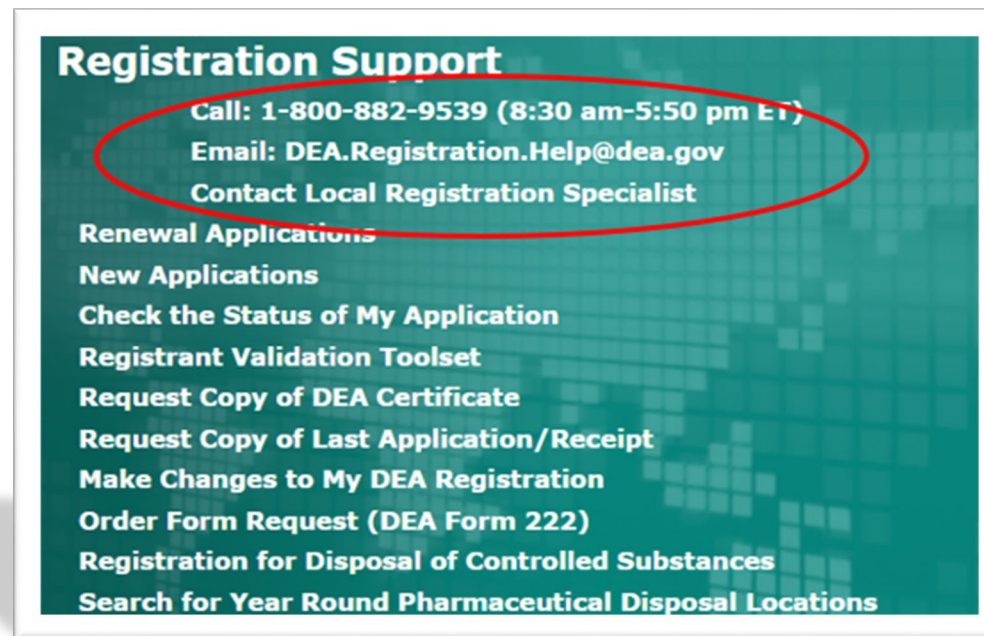 Registration Support
Call: 1-800-882-9539 (8:30 am-5:50 pm ET)
Email: DEA.Registration.Help@dea.gov
Contact Local Registration Specialist
Renewal Applications
New Applications
Check the Status of My Application
Registrant Validation Toolset
Request Copy of DEA Certificate
Request Copy of Last Application/Receipt
Make Changes to My DEA Registration
Order Form Request (DEA Form 222)
Registration for Disposal of Controlled Substances
Search for Year Round Pharmaceutical Disposal Locations